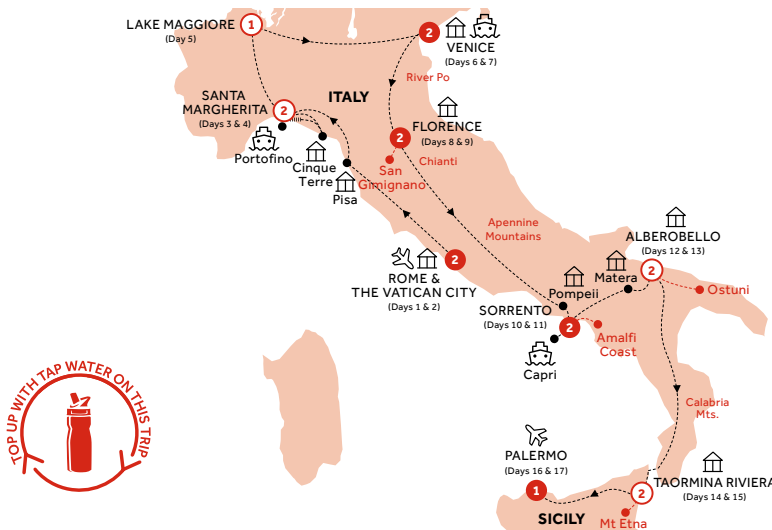 LAKE MAGGIORE
(Day 5)
1
2
VENICE
(Days 6 & 7)
River Po
SANTA
MARGHERITA
(Days 3 & 4)
2
ITALY
Portofino
Cinque
Terre
Pisa
FLORENCE
(Days 8 & 9)
2
Chianti
San
Gimignano
Apennine
Mountains
ROME &
THE VATICAN CITY
(Days 1 & 2)
2
ALBEROBELLO
(Days 12 & 13)
2
Matera
Ostuni
Pompeii
SORRENTO
(Days 10 & 11)
2
Amalfi
Coast
Capri
TOP UP WITH TAP WATER ON THIS TRIP
Calabria
Mts.
PALERMO
(Days 16 & 17)
1
TAORMINA RIVIERA
(Days 14 & 15)
2
Mt Etna
SICILY